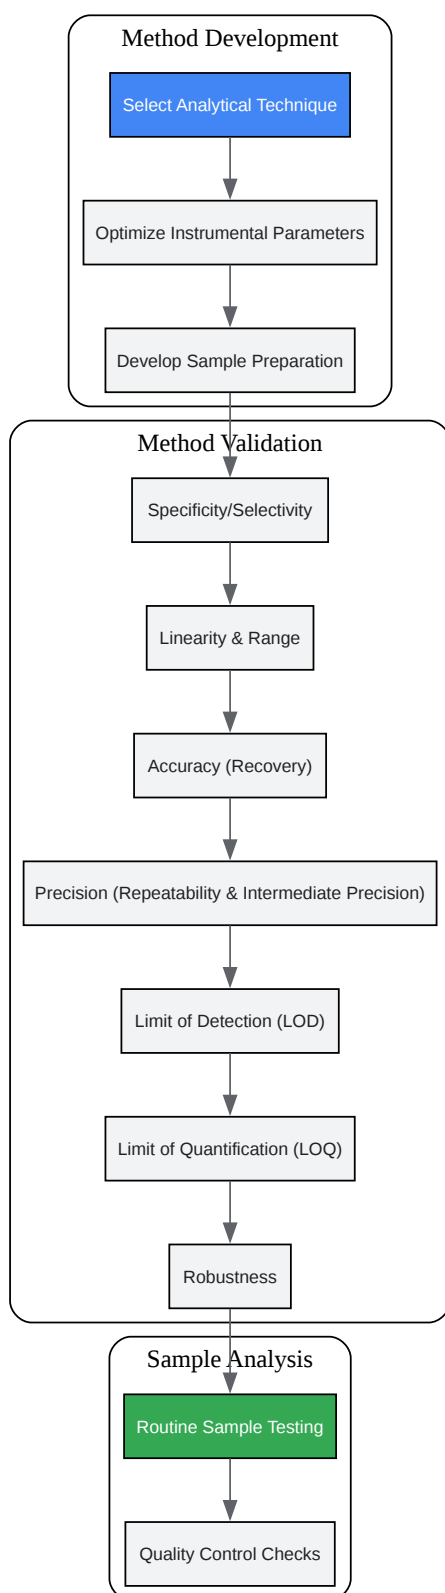 Method Development
Select Analytical Technique
Optimize Instrumental Parameters
Develop Sample Preparation
Method Validation
Specificity/Selectivity
Linearity & Range
Accuracy (Recovery)
Precision (Repeatability & Intermediate Precision)
Limit of Detection (LOD)
Limit of Quantification (LOQ)
Robustness
Sample Analysis
Routine Sample Testing
Quality Control Checks